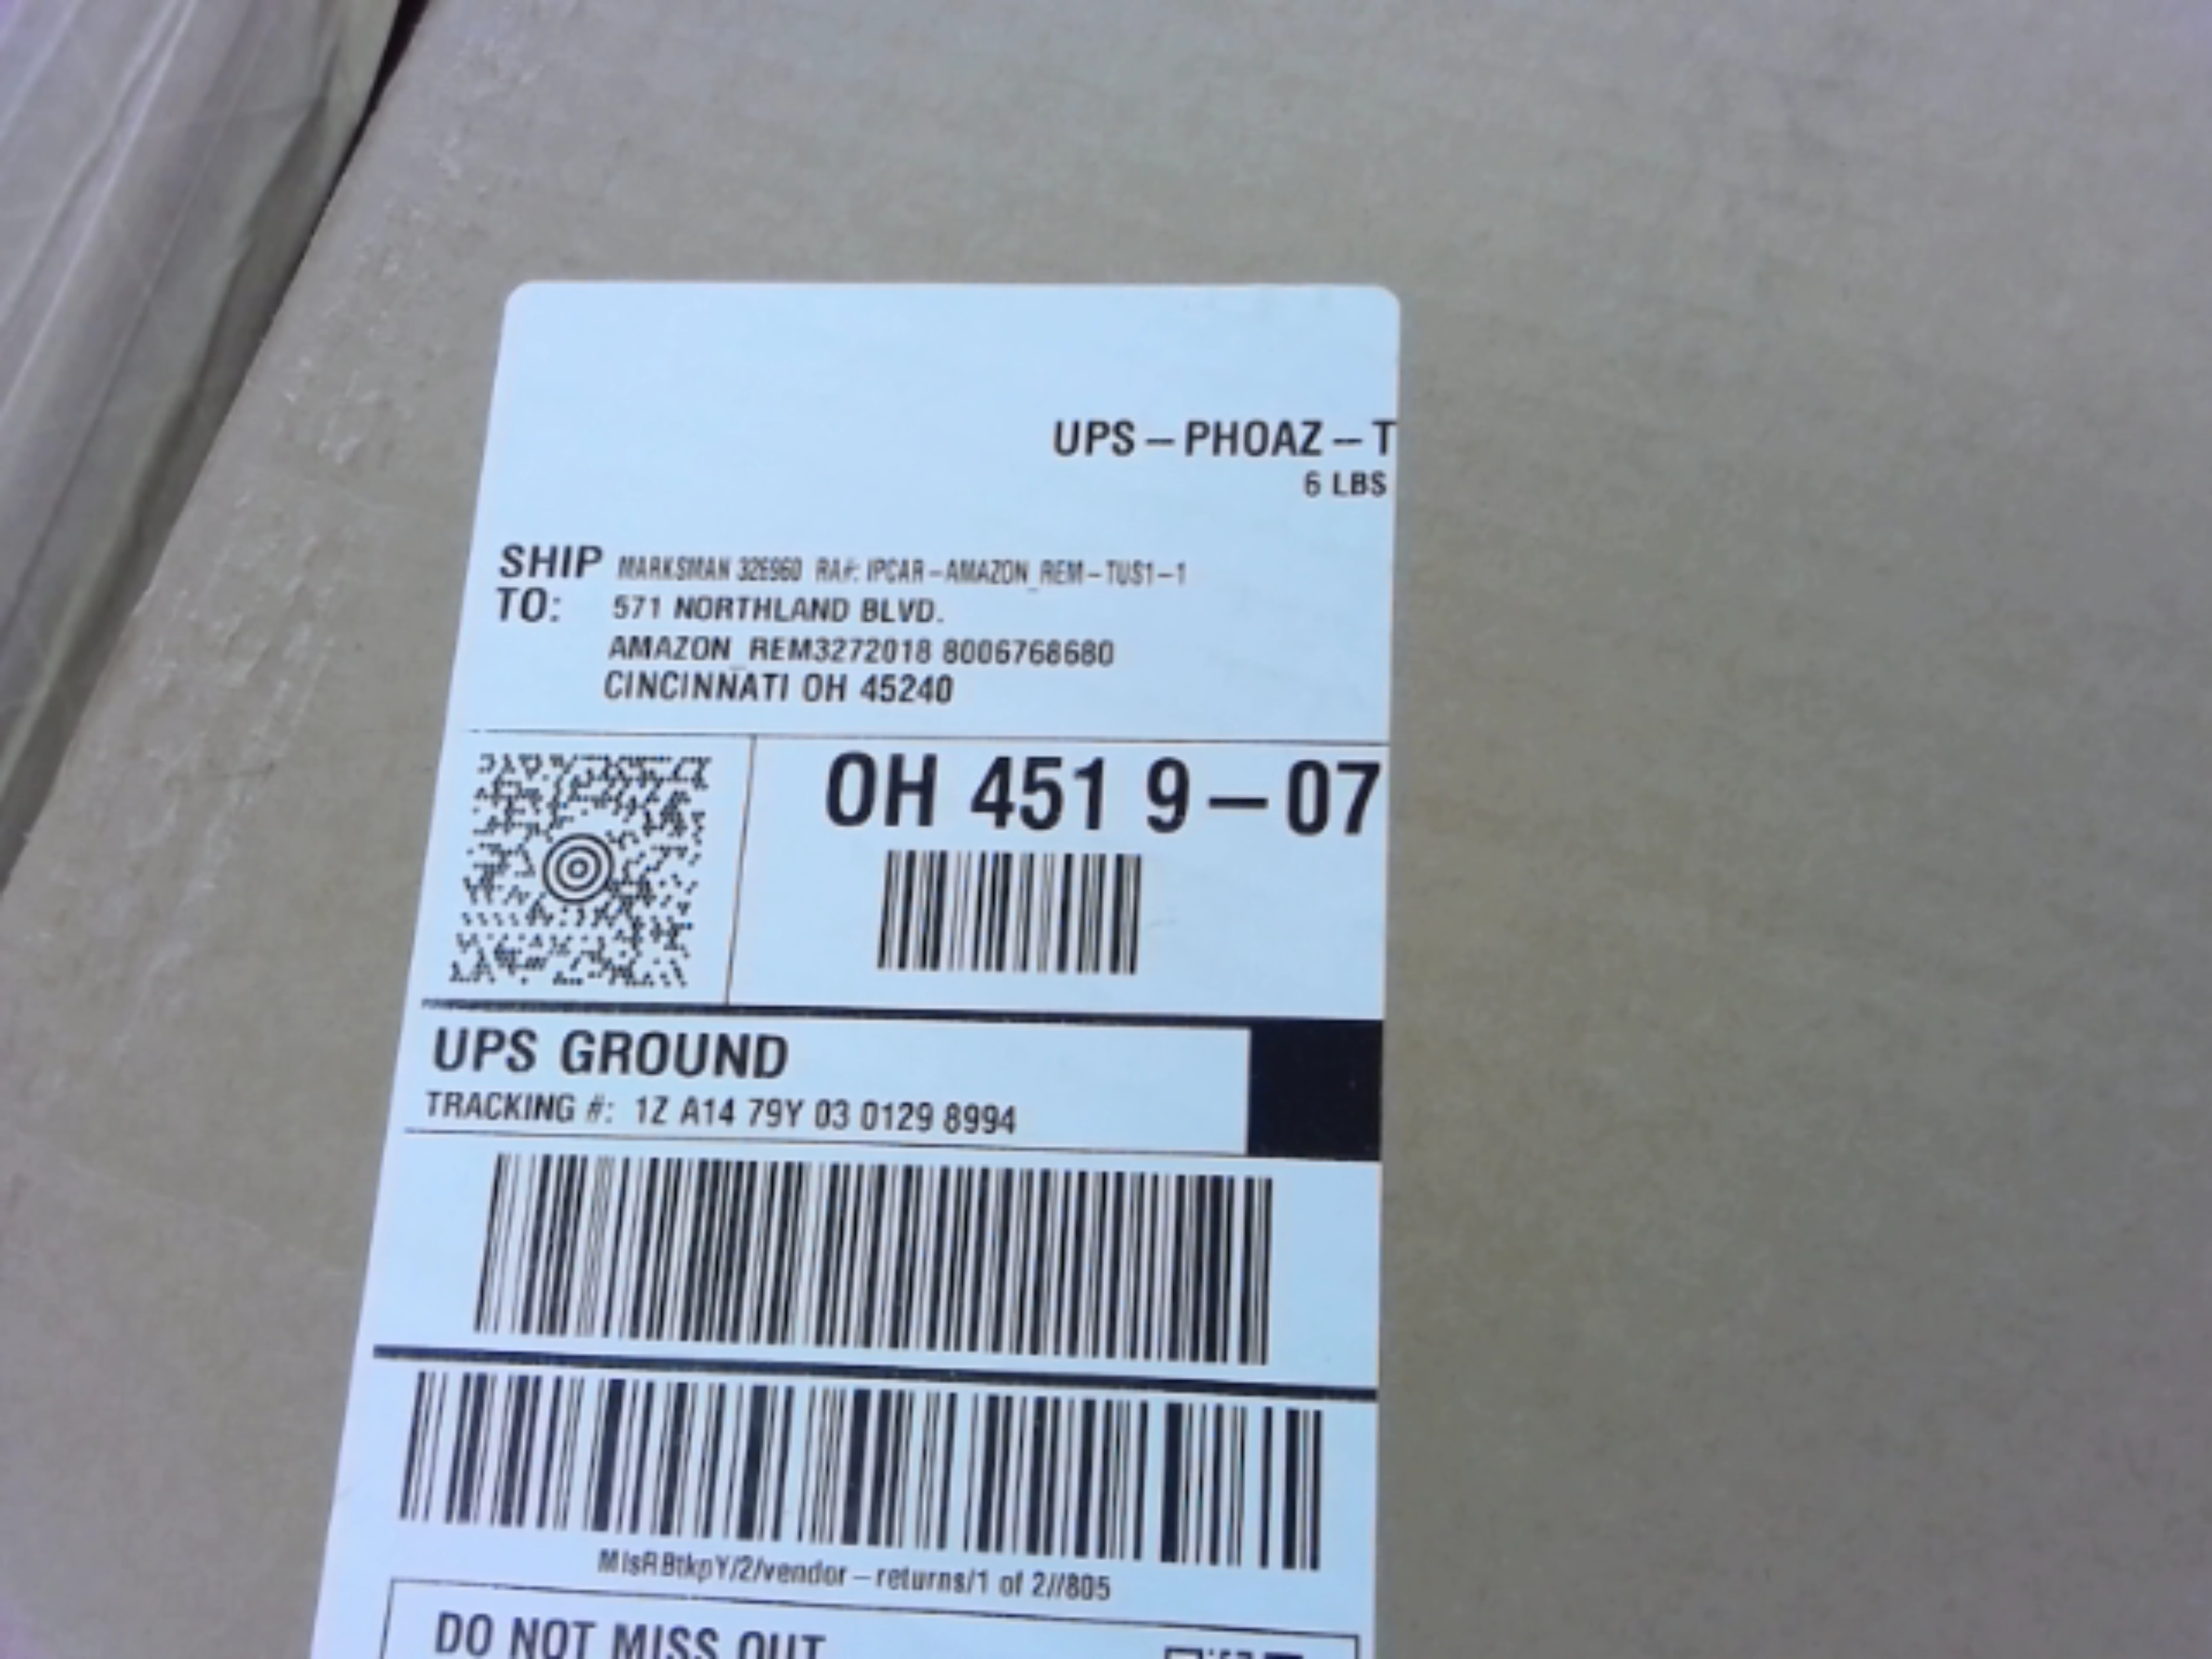 UPS-PHOAZ--T
6 LBS
SHIP TO: MARKSMAN 326960 RA#: IPCAR-AMAZON_REM-TUS1-1
571 NORTHLAND BLVD.
AMAZON_REM3272018 8006768680
CINCINNATI OH 45240
OH 451 9-07
UPS GROUND
TRACKING #: 1Z A14 79Y 03 0129 8994
MIsRBtkpY/2/vendor-returns/1 of 2//805
DO NOT MISS OUT